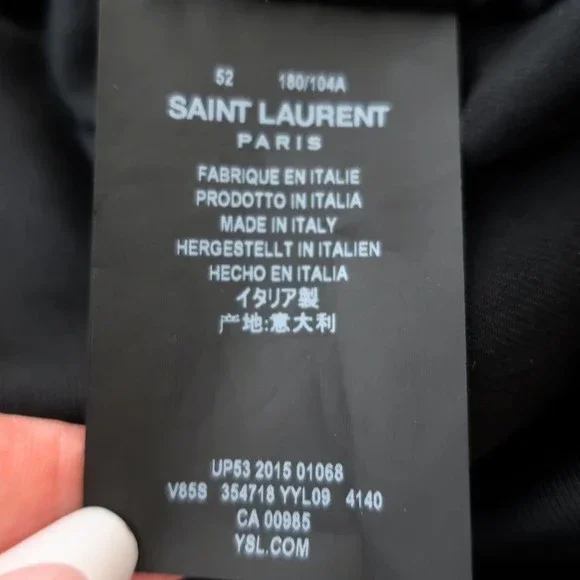 52 180/104A
SAINT LAURENT
PARIS
FABRIQUE EN ITALIE
PRODOTTO IN ITALIA
MADE IN ITALY
HERGESTELLT IN ITALIEN
HECHO EN ITALIA
イタリア製
产地:意大利
UP53 2015 01068
V85S 354718 YYL09 4140
CA 00985
YSL.COM